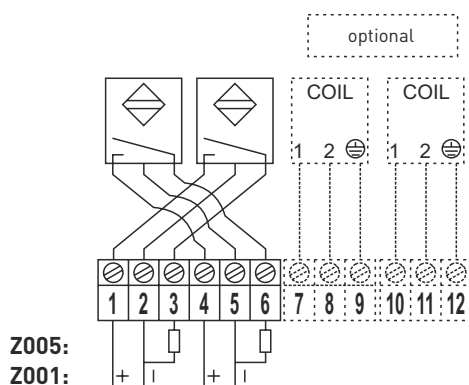 optional
COIL COIL
1 2 1 2
1 2 3 4 5 6 7 8 9 10 11 12
Z005:
Z001: + − + −